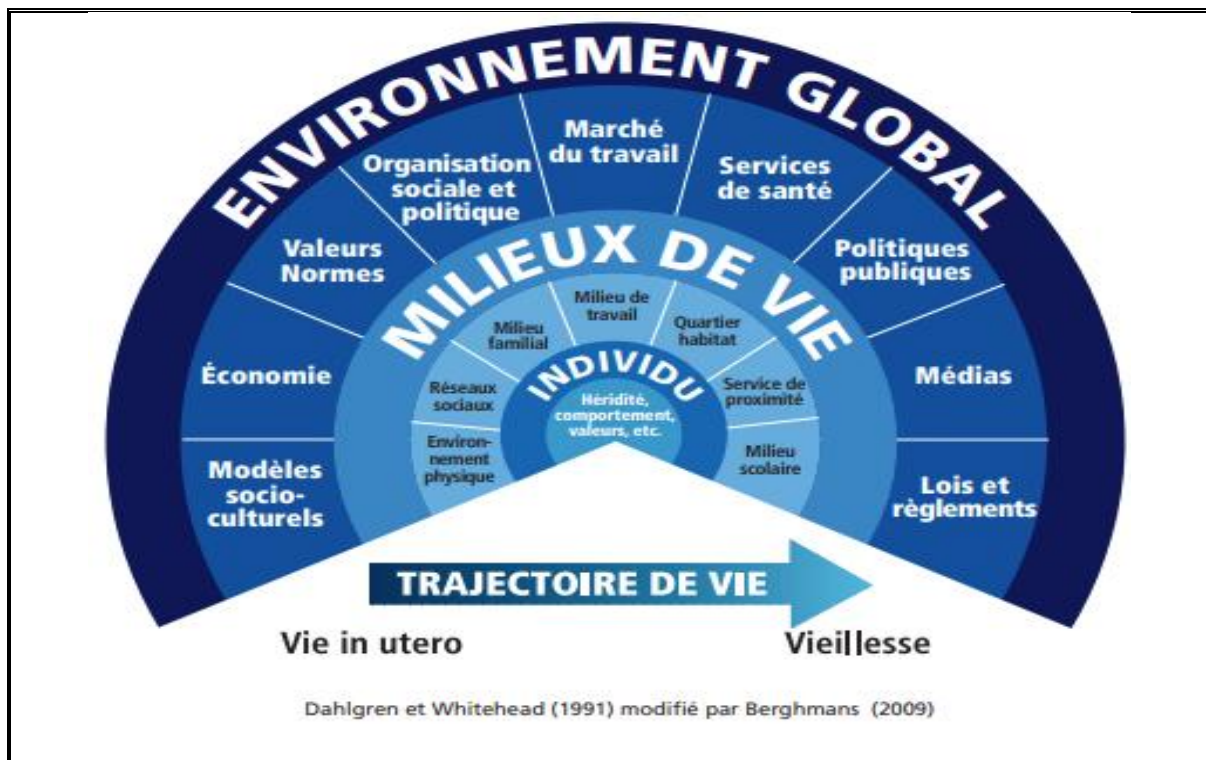 ENVIRONNEMENT GLOBAL
Modèles
socio-
culturels
Économie
Valeurs
Normes
Organisation
sociale et
politique
Marché
du travail
Services
de santé
Politiques
publiques
Médias
Lois et
règlements
MILIEUX DE VIE
Environ-
nement
physique
Réseaux
sociaux
Milieu
familial
Milieu de
travail
Quartier
habitat
Service de
proximité
Milieu
scolaire
INDIVIDU
Héridité,
comportement,
valeurs, etc.
TRAJECTOIRE DE VIE
Vie in utero
Vieillesse
Dahlgren et Whitehead (1991) modifié par Berghmans (2009)